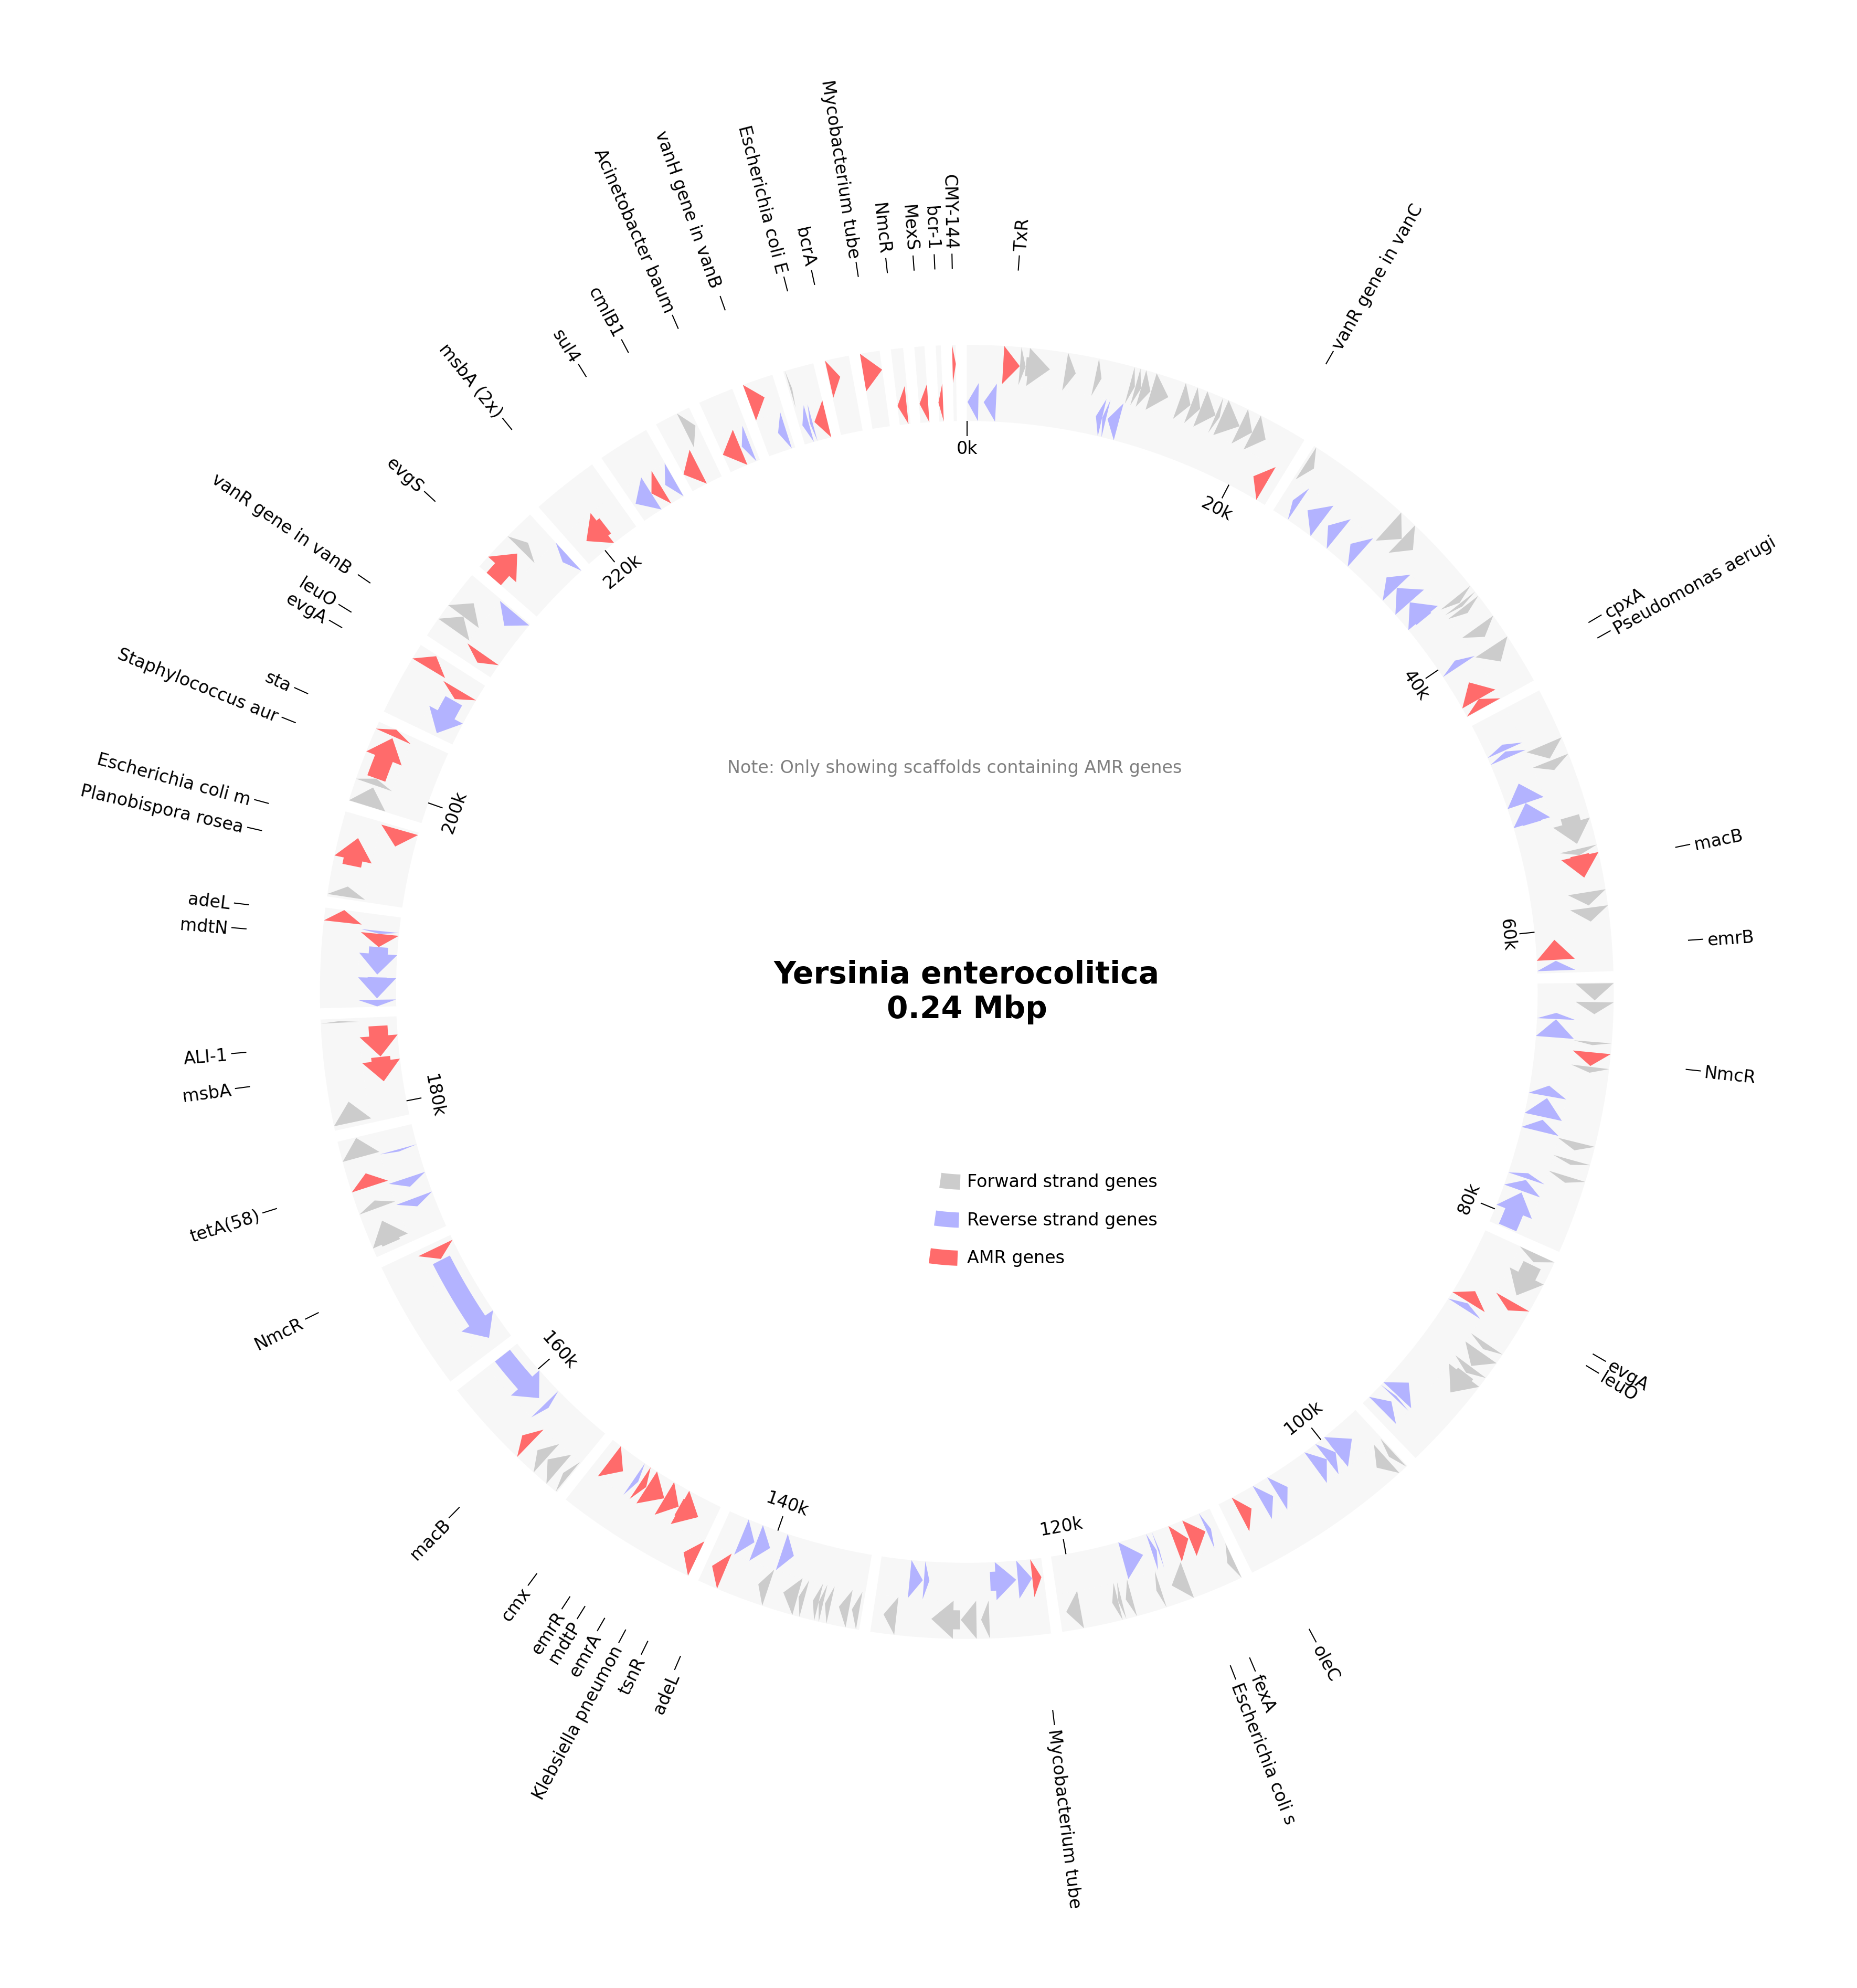 TxR
vanR gene in vanC
cpxA
Pseudomonas aerugi
macB
emrB
NmcR
evgA
leuO
oleC
fexA
Escherichia coli s
Mycobacterium tube
adeL
tsnR
Klebsiella pneumon
emrA
mdtP
emrR
cmx
macB
NmcR
tetA(58)
msbA
ALI-1
mdtN
adeL
Planobispora rosea
Escherichia coli m
Staphylococcus aur
sta
evgA
leuO
vanR gene in vanB
evgS
msbA (2x)
sul4
cmlB1
Acinetobacter baum
vanH gene in vanB
Escherichia coli E
bcrA
Mycobacterium tube
NmcR
MexS
bcr-1
CMY-144
0k
20k
40k
60k
80k
100k
120k
140k
160k
180k
200k
220k
Note: Only showing scaffolds containing AMR genes
Yersinia enterocolitica
0.24 Mbp
Forward strand genes
Reverse strand genes
AMR genes